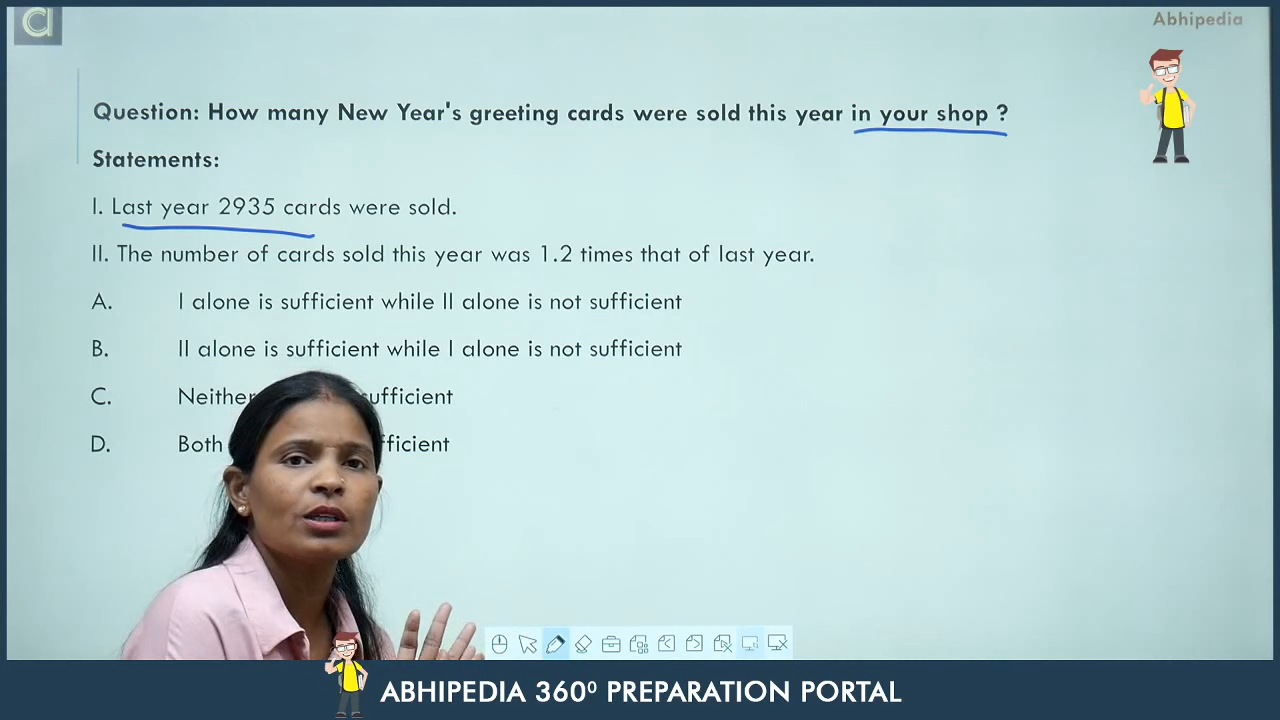 a
Abhipedia
Question: How many New Year's greeting cards were sold this year in your shop ?
Statements:
I. Last year 2935 cards were sold.
II. The number of cards sold this year was 1.2 times that of last year.
A. I alone is sufficient while II alone is not sufficient
B. II alone is sufficient while I alone is not sufficient
C. Neither sufficient
D. Both
ABHIPEDIA 360⁰ PREPARATION PORTAL